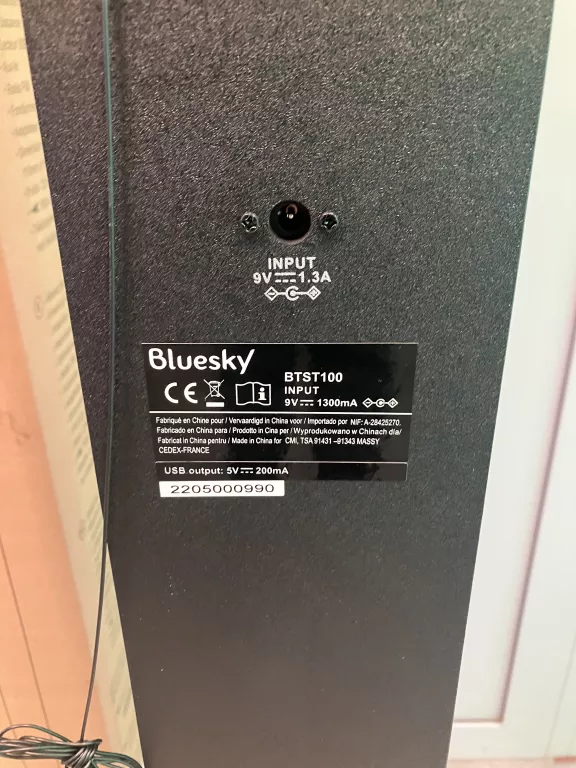 INPUT
9V⎓1.3A
Bluesky
CE
BTST100
INPUT
9V⎓ 1300mA
Fabriqué en Chine pour / Vervaardigd in China voor / Importado por NIF: A-28425270.
Fabricado en China para / Prodotto in Cina per / Wyprodukowano w Chinach dla/
Fabricat în China pentru / Made in China for CMI, TSA 91431 –91343 MASSY
CEDEX-FRANCE
USB output: 5V⎓ 200mA
2205000990